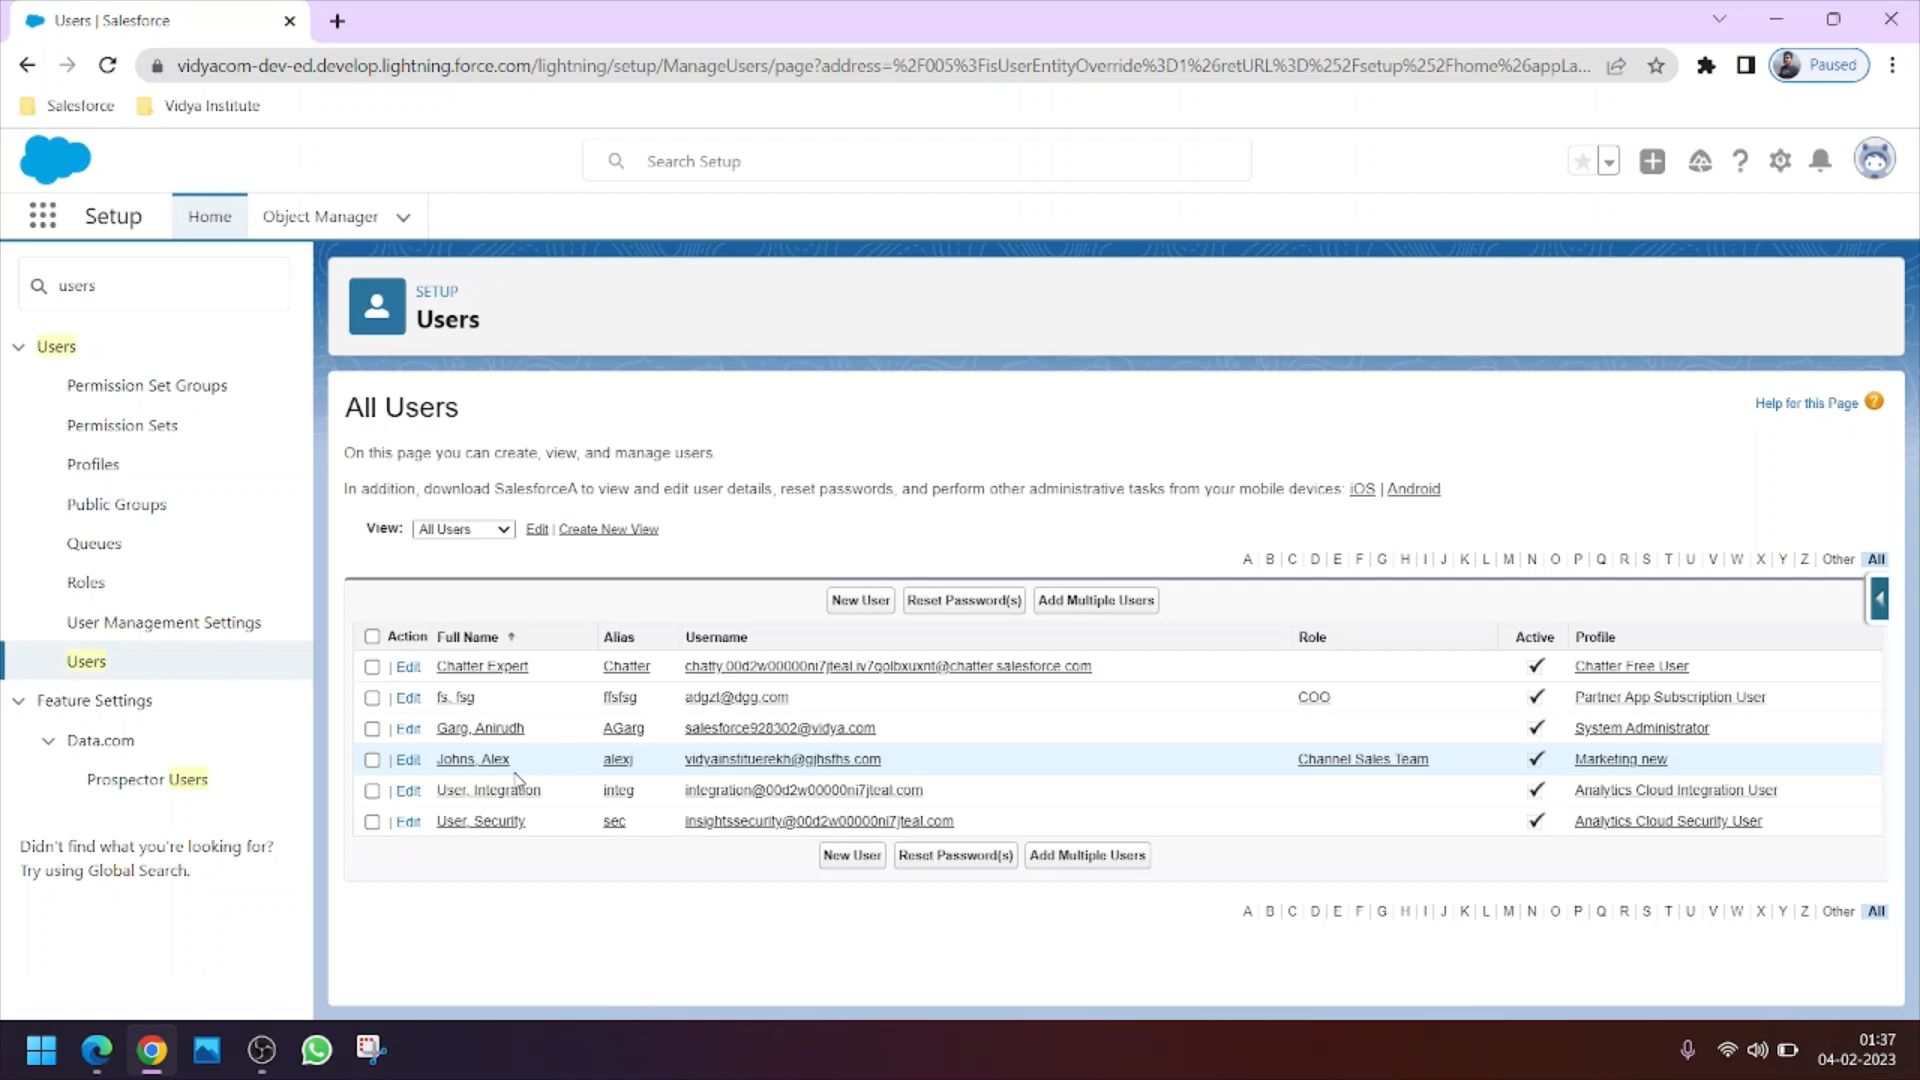 Users | Salesforce
vidyacom-dev-ed.develop.lightning.force.com/lightning/setup/ManageUsers/page?address=%2F005%3FisUserEntityOverride%3D1%26retURL%3D%252Fsetup%252Fhome%26appLa...
Paused
Salesforce
Vidya Institute
Search Setup
Setup
Home
Object Manager
users
Users
Permission Set Groups
Permission Sets
Profiles
Public Groups
Queues
Roles
User Management Settings
Users
Feature Settings
Data.com
Prospector Users
Didn't find what you're looking for?
Try using Global Search.
SETUP
Users
All Users
Help for this Page
On this page you can create, view, and manage users.
In addition, download SalesforceA to view and edit user details, reset passwords, and perform other administrative tasks from your mobile devices: iOS | Android
View: All Users Edit | Create New View
A | B | C | D | E | F | G | H | I | J | K | L | M | N | O | P | Q | R | S | T | U | V | W | X | Y | Z | Other All
New User Reset Password(s) Add Multiple Users
Action Full Name ↑ Alias Username Role Active Profile
| Edit Chatter Expert Chatter chatty.00d2w00000ni7jteal.iv7qolbxuxnt@chatter.salesforce.com Chatter Free User
| Edit fs, fsg ffsfsg adgzt@dgg.com COO Partner App Subscription User
| Edit Garg, Anirudh AGarg salesforce928302@vidya.com System Administrator
| Edit Johns, Alex alexj vidyainstituerekh@gjhsfhs.com Channel Sales Team Marketing new
| Edit User, Integration integ integration@00d2w00000ni7jteal.com Analytics Cloud Integration User
| Edit User, Security sec insightssecurity@00d2w00000ni7jteal.com Analytics Cloud Security User
New User Reset Password(s) Add Multiple Users
A | B | C | D | E | F | G | H | I | J | K | L | M | N | O | P | Q | R | S | T | U | V | W | X | Y | Z | Other All
01:37
04-02-2023